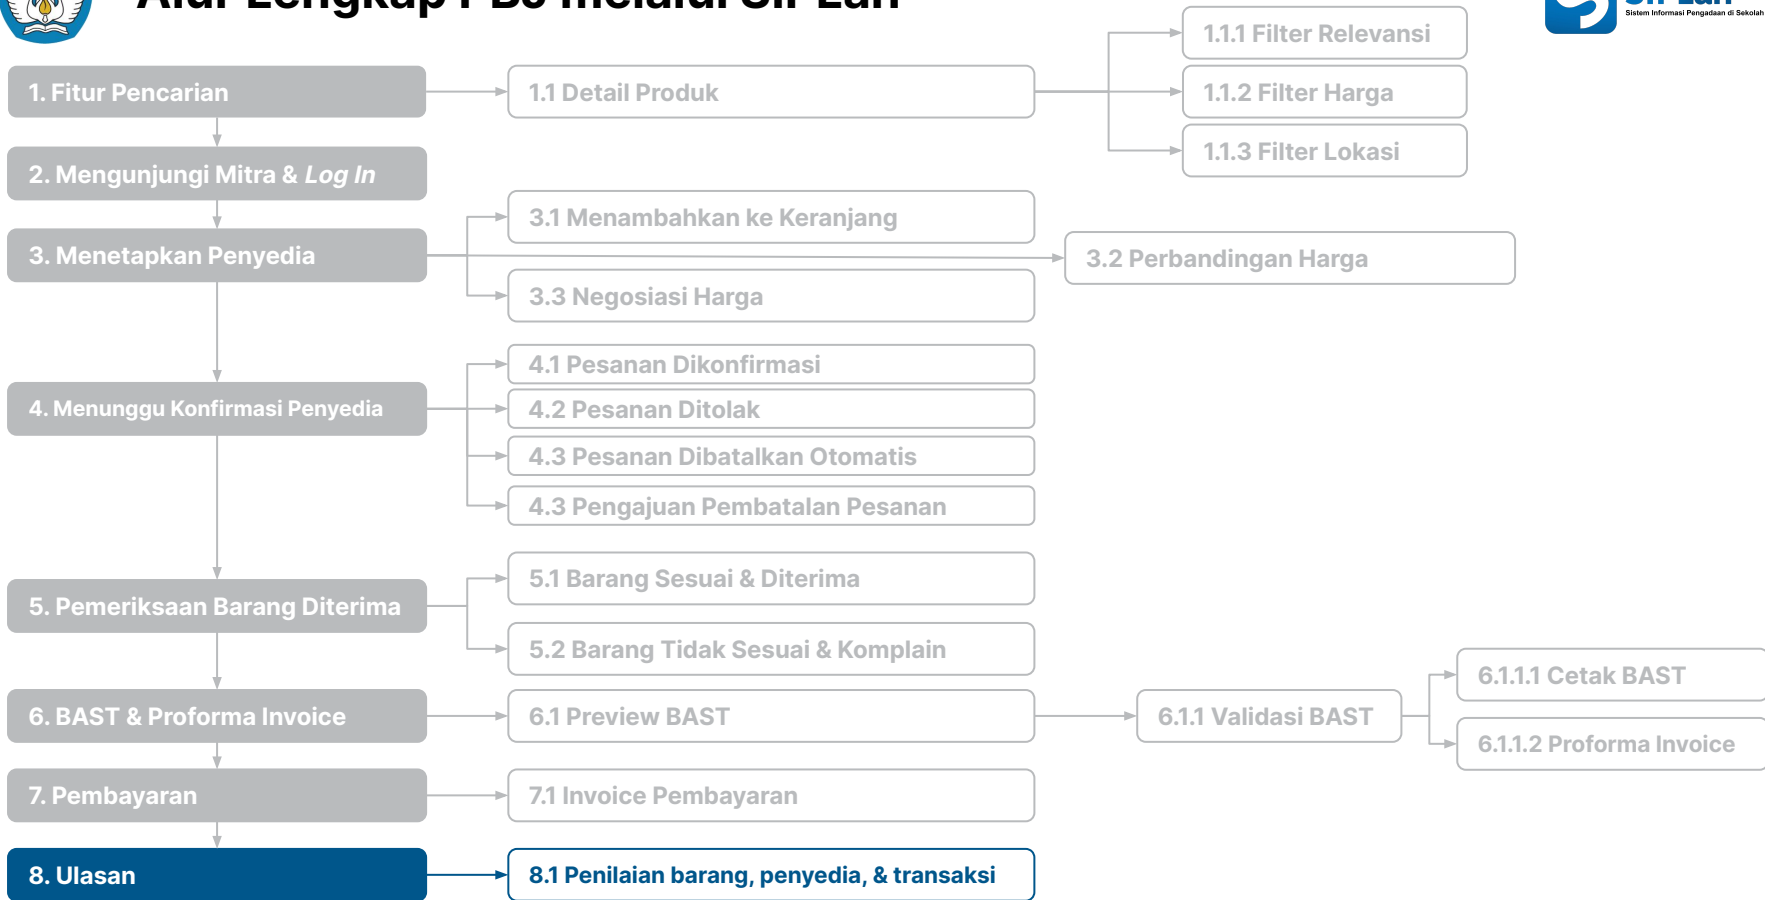 Alur Lengkap PBJ melalui SIPLah
Sistem Informasi Pengadaan di Sekolah
1. Fitur Pencarian
1.1 Detail Produk
1.1.1 Filter Relevansi
1.1.2 Filter Harga
1.1.3 Filter Lokasi
2. Mengunjungi Mitra & Log In
3. Menetapkan Penyedia
3.1 Menambahkan ke Keranjang
3.2 Perbandingan Harga
3.3 Negosiasi Harga
4. Menunggu Konfirmasi Penyedia
4.1 Pesanan Dikonfirmasi
4.2 Pesanan Ditolak
4.3 Pesanan Dibatalkan Otomatis
4.3 Pengajuan Pembatalan Pesanan
5. Pemeriksaan Barang Diterima
5.1 Barang Sesuai & Diterima
5.2 Barang Tidak Sesuai & Komplain
6. BAST & Proforma Invoice
6.1 Preview BAST
6.1.1 Validasi BAST
6.1.1.1 Cetak BAST
6.1.1.2 Proforma Invoice
7. Pembayaran
7.1 Invoice Pembayaran
8. Ulasan
8.1 Penilaian barang, penyedia, & transaksi